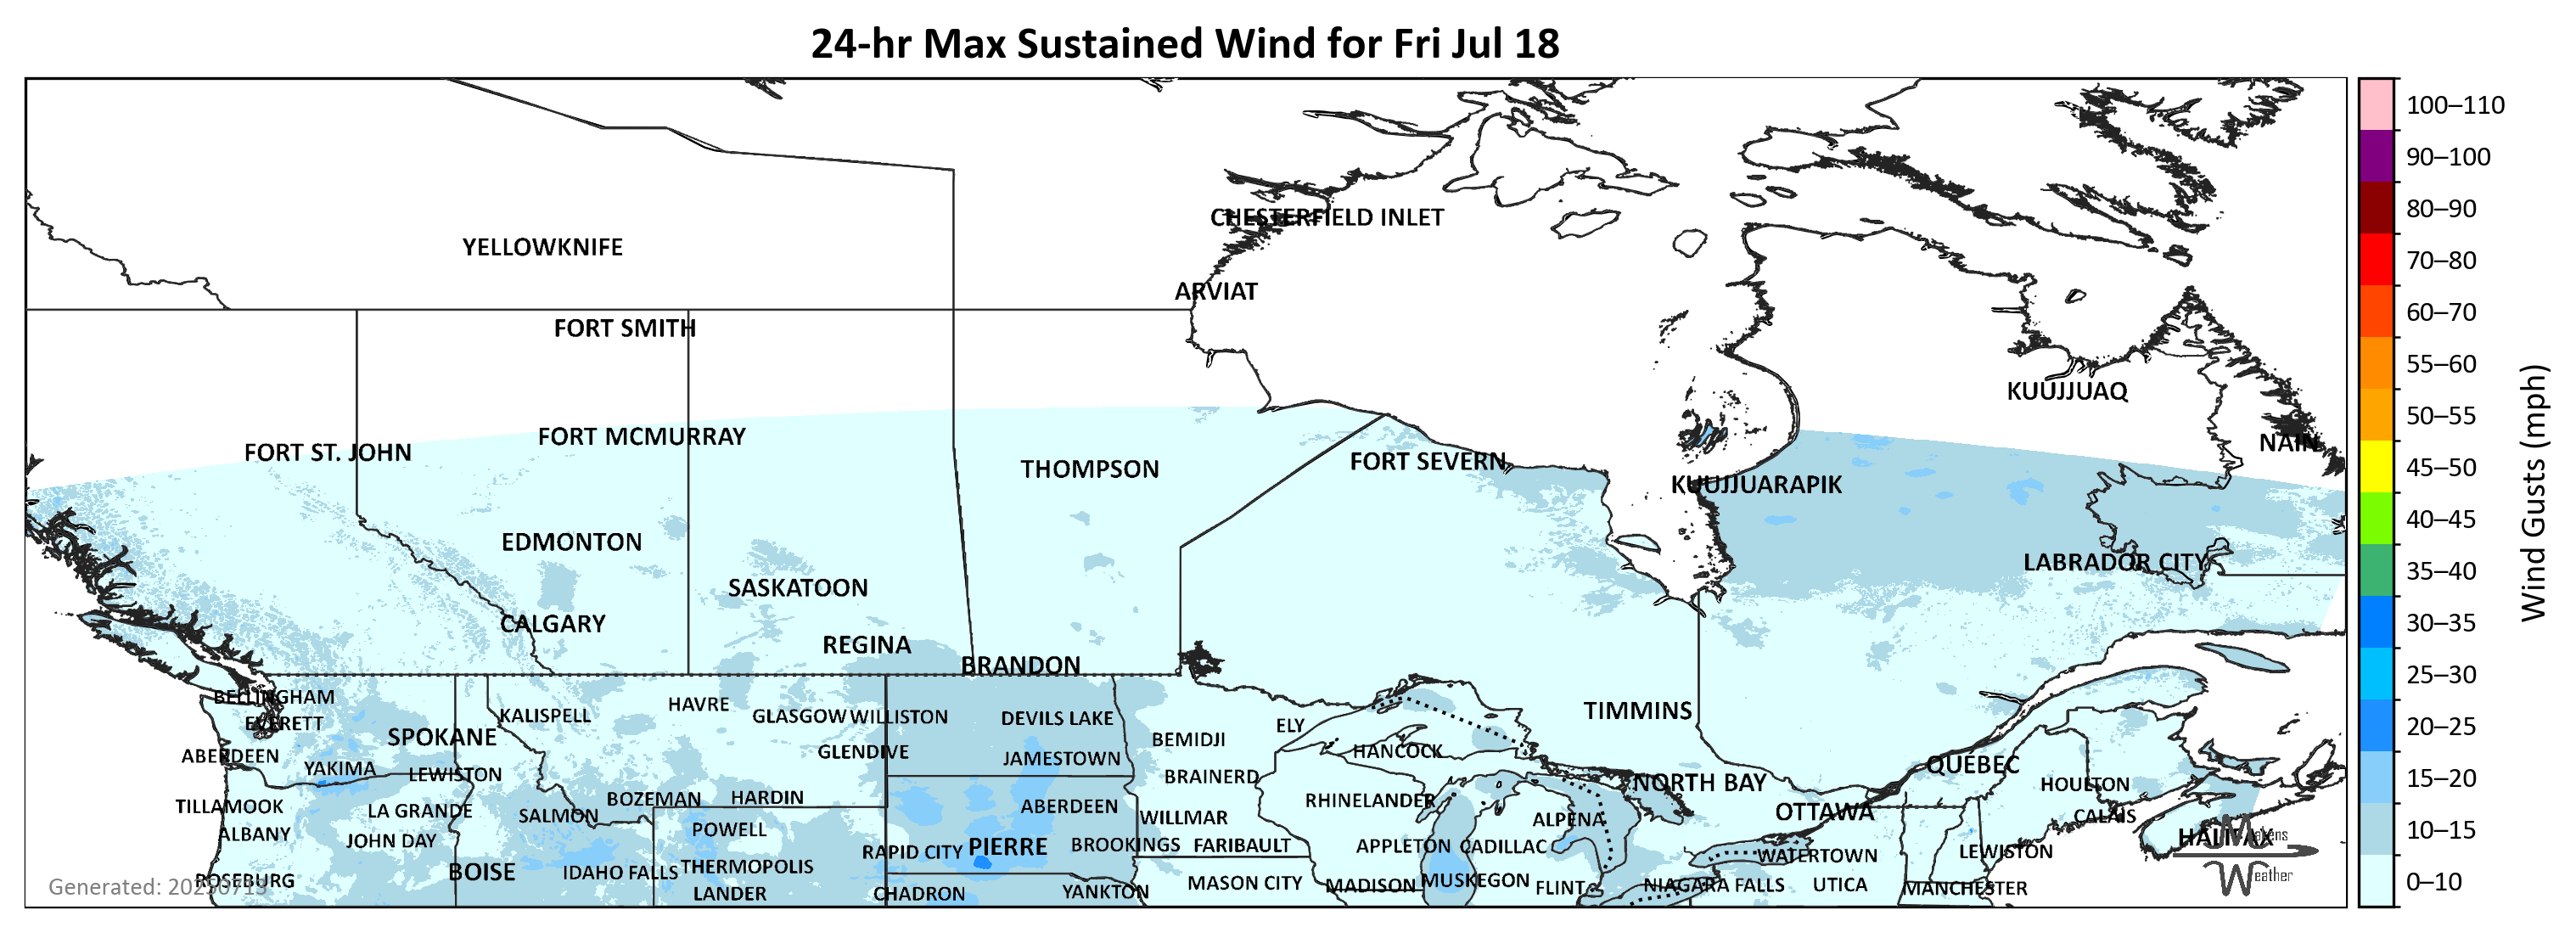 24-hr Max Sustained Wind for Fri Jul 18
100–110
90–100
80–90
70–80
60–70
55–60
50–55
45–50
40–45
35–40
30–35
25–30
20–25
15–20
10–15
0–10
Wind Gusts (mph)
CHESTERFIELD INLET
YELLOWKNIFE
ARVIAT
FORT SMITH
KUUJJUAQ
FORT MCMURRAY
NAIN
FORT ST. JOHN
FORT SEVERN
THOMPSON
KUUJJUARAPIK
EDMONTON
LABRADOR CITY
SASKATOON
CALGARY
REGINA
BRANDON
BELLINGHAM
HAVRE
TIMMINS
KALISPELL
GLASGOW
WILLISTON
DEVILS LAKE
EVERETT
ELY
SPOKANE
BEMIDJI
GLENDIVE
HANCOCK
ABERDEEN
JAMESTOWN
QUÉBEC
YAKIMA
LEWISTON
BRAINERD
NORTH BAY
HOULTON
BOZEMAN
HARDIN
RHINELANDER
TILLAMOOK
LA GRANDE
ABERDEEN
OTTAWA
SALMON
WILLMAR
CALAIS
ALPENA
POWELL
ALBANY
HALIFAX
JOHN DAY
BROOKINGS
FARIBAULT
APPLETON
CADILLAC
PIERRE
RAPID CITY
LEWISTON
WATERTOWN
THERMOPOLIS
BOISE
IDAHO FALLS
MUSKEGON
ROSEBURG
MASON CITY
MADISON
NIAGARA FALLS
UTICA
FLINT
MANCHESTER
YANKTON
LANDER
CHADRON
Makens
Weather
Generated: 20250713